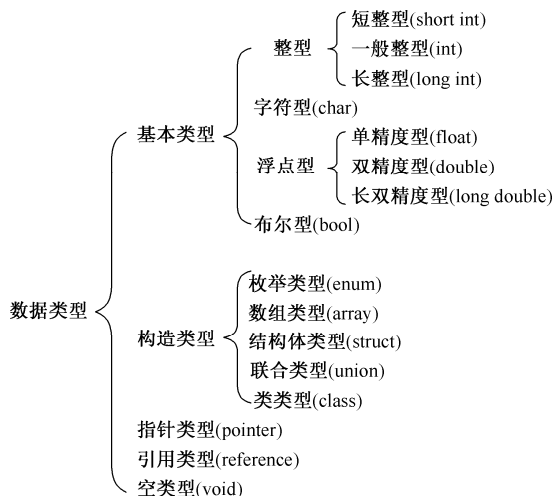 短整型(short int)
整型
一般整型(int)
长整型(long int)
字符型(char)
基本类型
单精度型(float)
浮点型
双精度型(double)
长双精度型(long double)
布尔型(bool)
枚举类型(enum)
数据类型
数组类型(array)
构造类型
结构体类型(struct)
联合类型(union)
类类型(class)
指针类型(pointer)
引用类型(reference)
空类型(void)